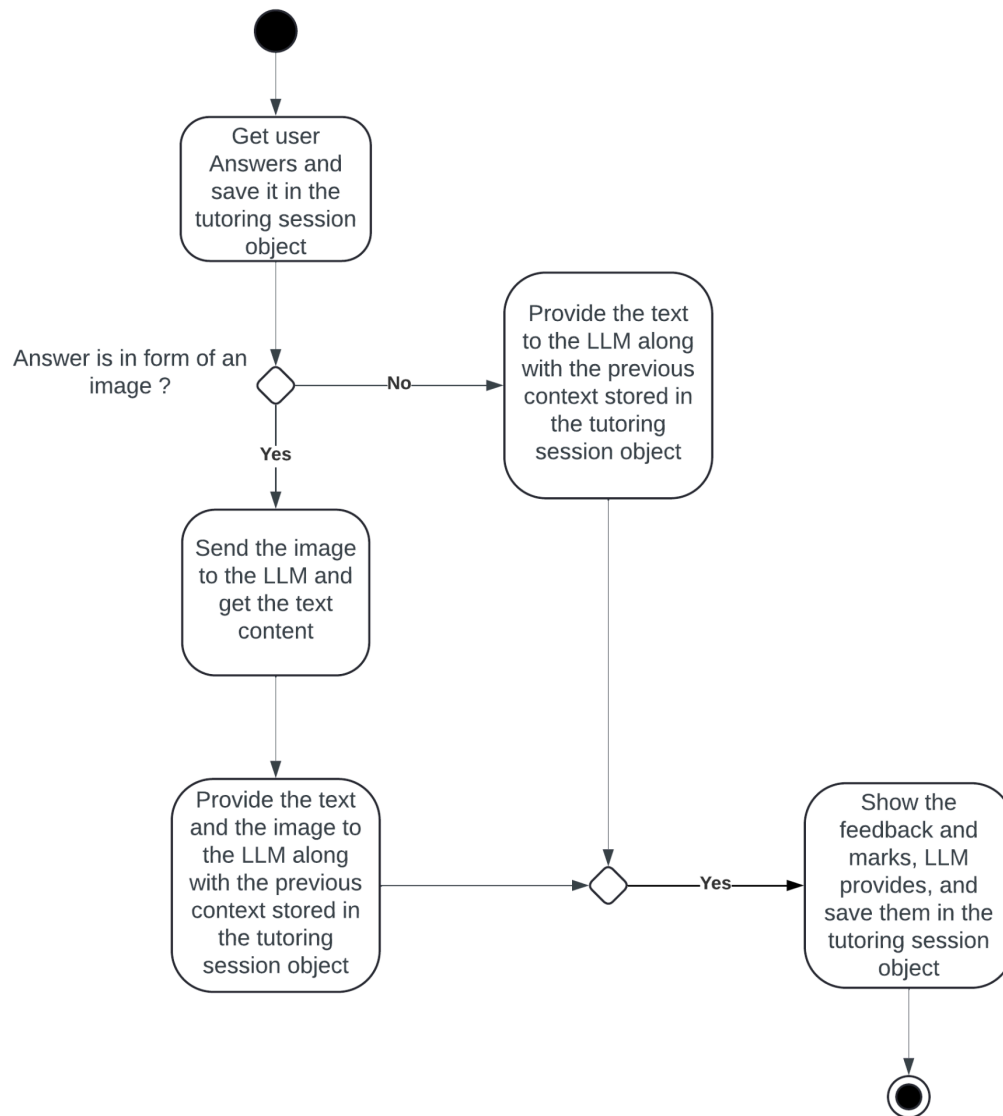 Get user
Answers and
save it in the
tutoring session
object
Answer is in form of an
image ?
No
Provide the text
to the LLM along
with the previous
context stored in
the tutoring
session object
Yes
Send the image
to the LLM and
get the text
content
Provide the text
and the image to
the LLM along
with the previous
context stored in
the tutoring
session object
Yes
Show the
feedback and
marks, LLM
provides, and
save them in the
tutoring session
object